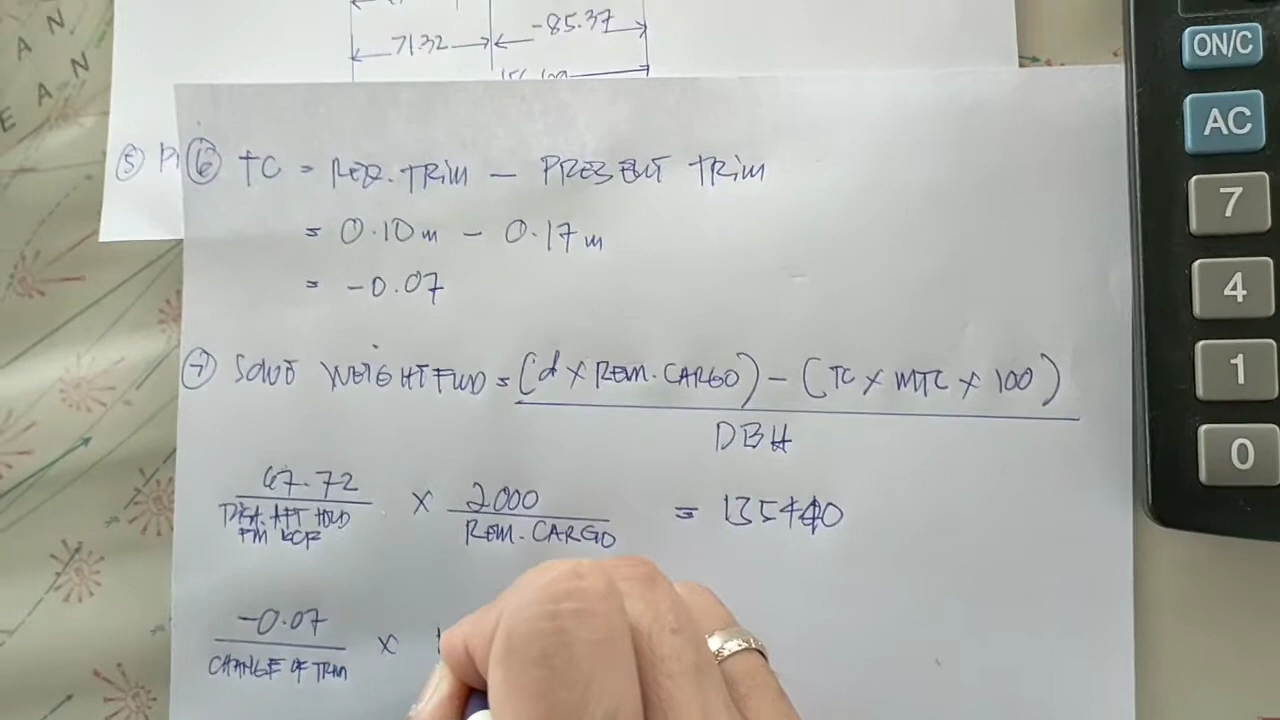 71.32
-85.37
⑤
⑥ TC = REQ. TRIM - PRESENT TRIM
= 0.10m - 0.17m
= -0.07
⑦ SOLVE WEIGHT FWD = (d x REM. CARGO) - (TC x MTC x 100)
DBH
67.72 x 2000 = 135440
DIST. AFT HOLD REM. CARGO
FM LCF
-0.07 x
CHANGE OF TRIM
ON/C
AC
7
4
1
0
E A N
A N